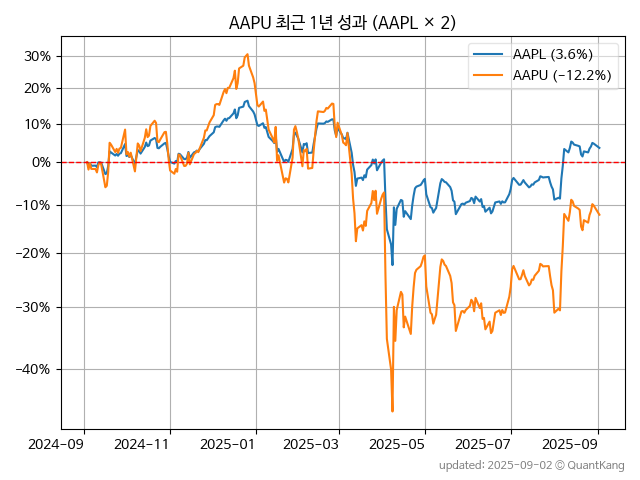 AAPU 최근 1년 성과 (AAPL × 2)
AAPL (3.6%)
AAPU (−12.2%)
30%
20%
10%
0%
−10%
−20%
−30%
−40%
2024-09 2024-11 2025-01 2025-03 2025-05 2025-07 2025-09
updated: 2025-09-02 © QuantKang